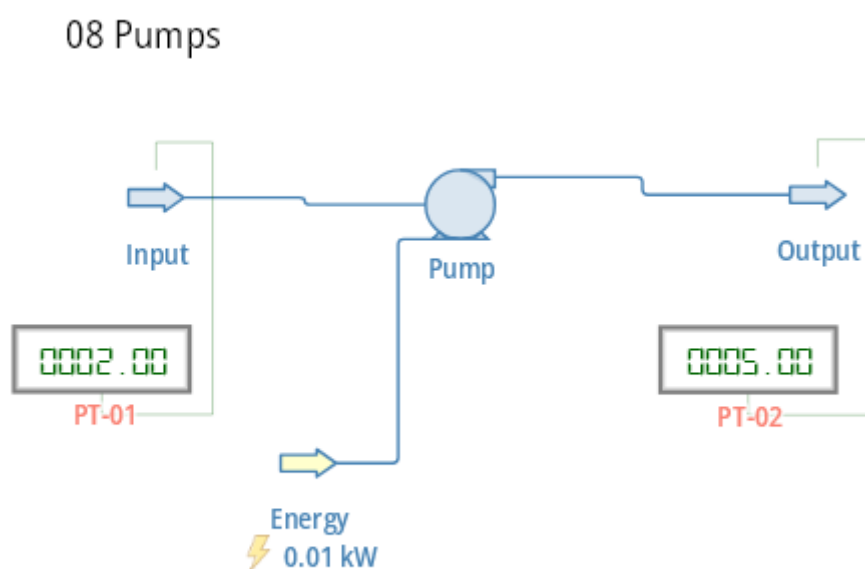 08 Pumps
Input
Pump
Output
0002.00
0005.00
PT-01
PT-02
Energy
0.01 kW